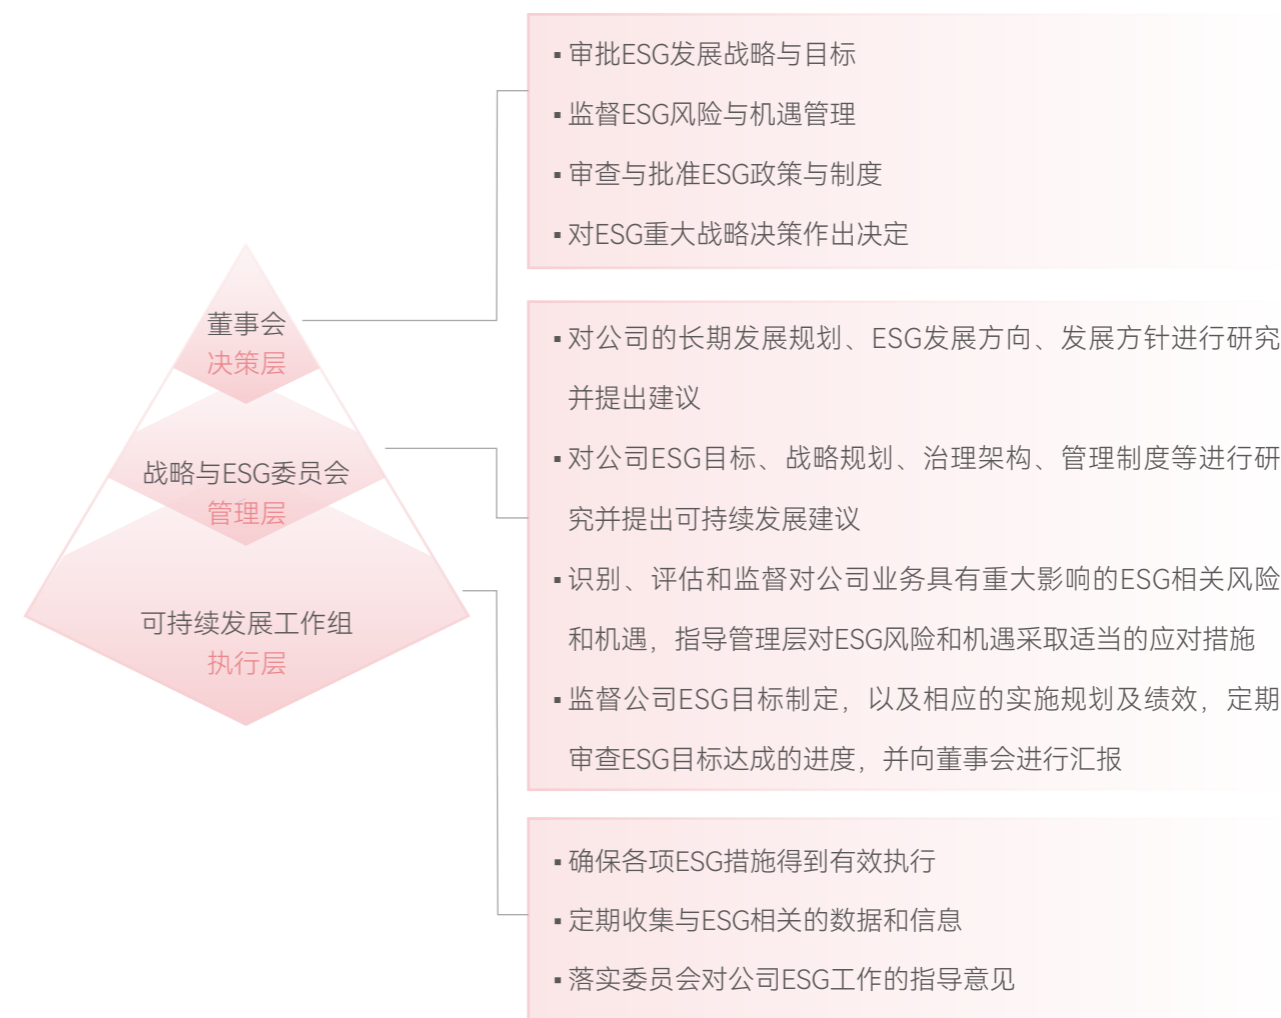 ▪ 审批ESG发展战略与目标
▪ 监督ESG风险与机遇管理
▪ 审查与批准ESG政策与制度
▪ 对ESG重大战略决策作出决定
董事会
决策层
▪ 对公司的长期发展规划、ESG发展方向、发展方针进行研究
并提出建议
▪ 对公司ESG目标、战略规划、治理架构、管理制度等进行研
究并提出可持续发展建议
▪ 识别、评估和监督对公司业务具有重大影响的ESG相关风险
和机遇，指导管理层对ESG风险和机遇采取适当的应对措施
▪ 监督公司ESG目标制定，以及相应的实施规划及绩效，定期
审查ESG目标达成的进度，并向董事会进行汇报
战略与ESG委员会
管理层
可持续发展工作组
执行层
▪ 确保各项ESG措施得到有效执行
▪ 定期收集与ESG相关的数据和信息
▪ 落实委员会对公司ESG工作的指导意见